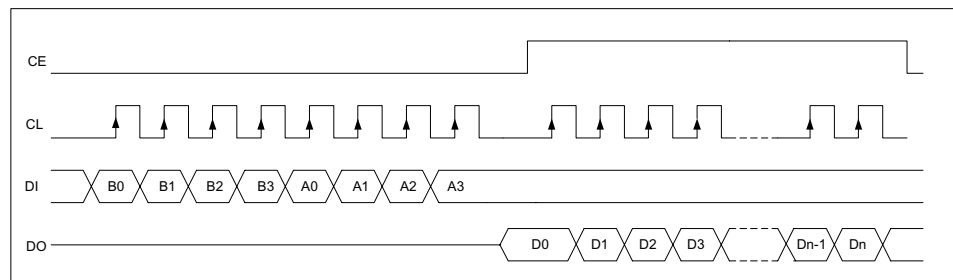 CE
CL
DI B0 B1 B2 B3 A0 A1 A2 A3
DO D0 D1 D2 D3 Dn-1 Dn